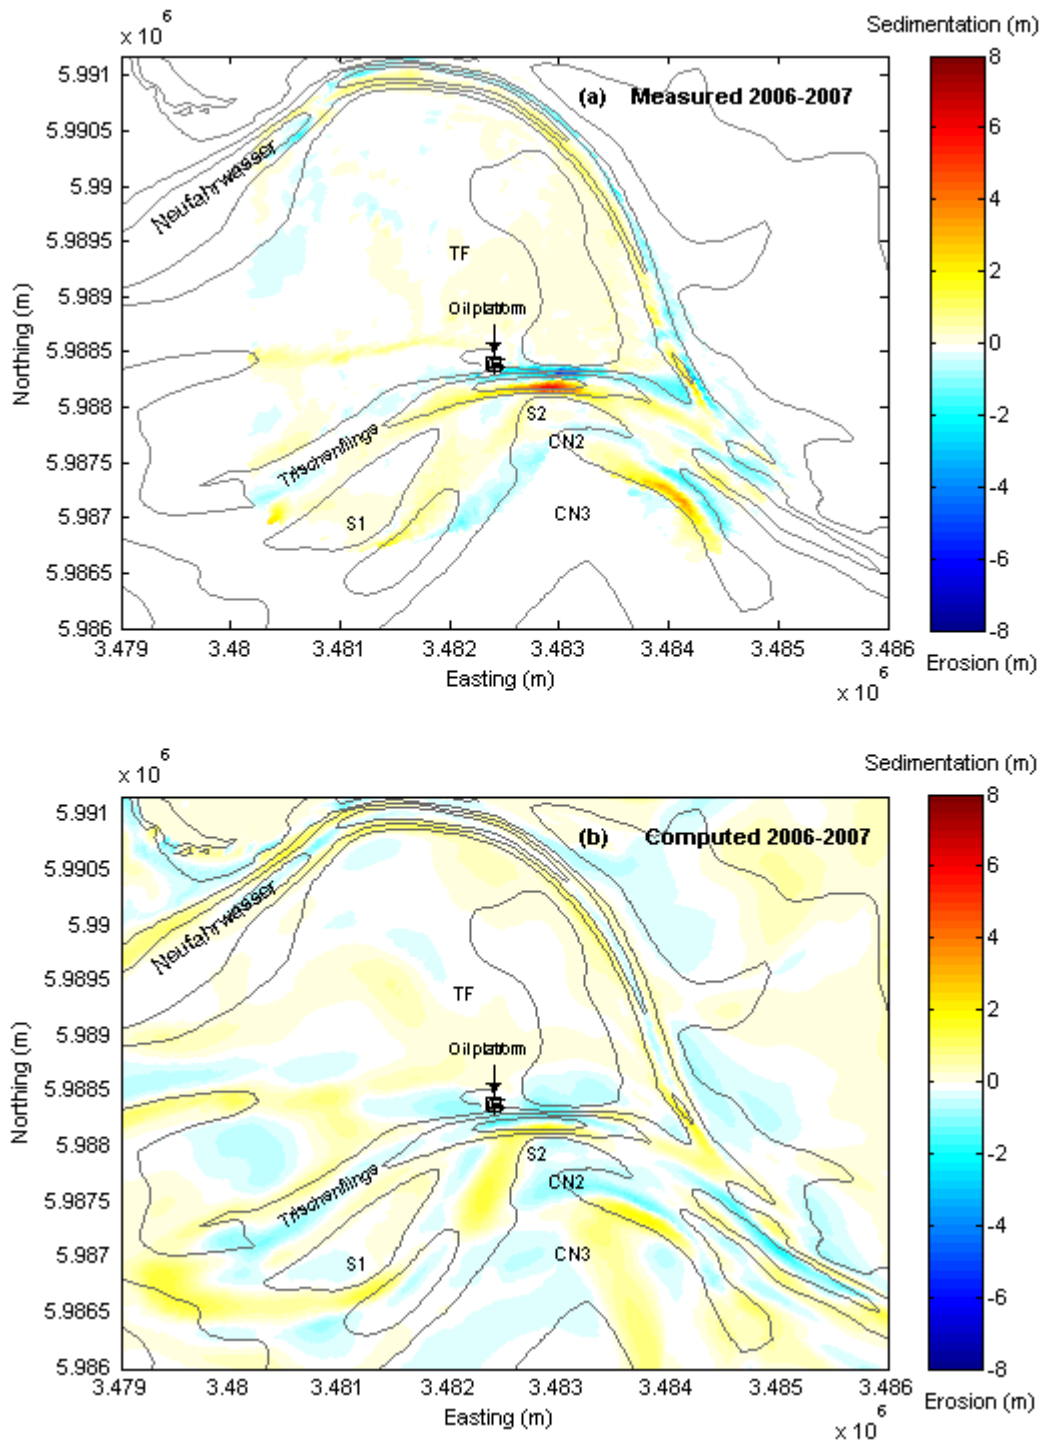 Sedimentation (m)
x 10 6
(a) Measured 2006-2007
5.991
5.9905
5.99
5.9895
5.989
5.9885
5.988
5.9875
5.987
5.9865
5.986
Northing (m)
Neufahrwasser
TF
Oil platform
S2
Trischenflinge
CN2
S1
CN3
8
6
4
2
0
-2
-4
-6
-8
3.479 3.48 3.481 3.482 3.483 3.484 3.485 3.486
Erosion (m)
Easting (m)
x 10 6
Sedimentation (m)
x 10 6
(b) Computed 2006-2007
5.991
5.9905
5.99
5.9895
5.989
5.9885
5.988
5.9875
5.987
5.9865
5.986
Northing (m)
Neufahrwasser
TF
Oil platform
S2
Trischenflinge
CN2
S1
CN3
8
6
4
2
0
-2
-4
-6
-8
3.479 3.48 3.481 3.482 3.483 3.484 3.485 3.486
Erosion (m)
Easting (m)
x 10 6